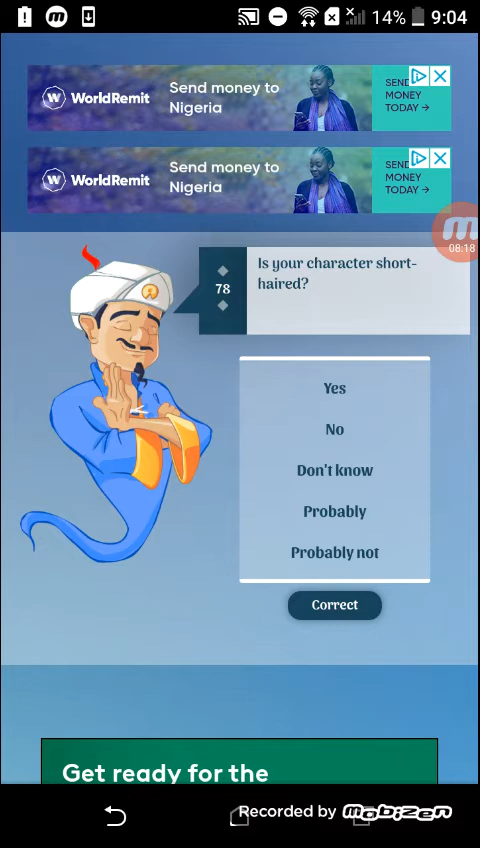 14% 9:04
WorldRemit
Send money to
Nigeria
SEND
MONEY
TODAY →
WorldRemit
Send money to
Nigeria
SEND
MONEY
TODAY →
08:18
78
Is your character short-
haired?
Yes
No
Don't know
Probably
Probably not
Correct
Get ready for the
Recorded by mobizen